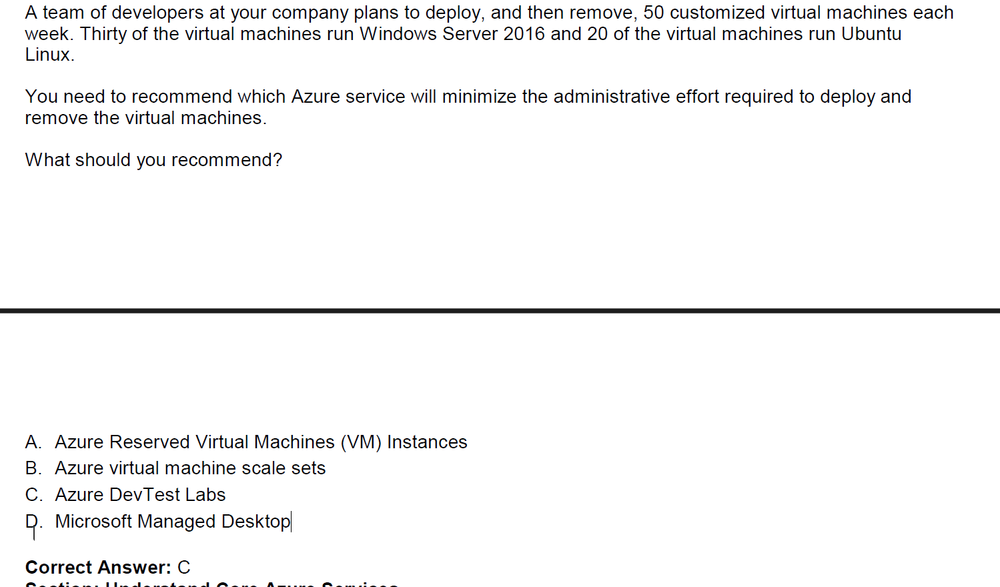 A team of developers at your company plans to deploy, and then remove, 50 customized virtual machines each
week. Thirty of the virtual machines run Windows Server 2016 and 20 of the virtual machines run Ubuntu
Linux.
You need to recommend which Azure service will minimize the administrative effort required to deploy and
remove the virtual machines.
What should you recommend?
A. Azure Reserved Virtual Machines (VM) Instances
B. Azure virtual machine scale sets
C. Azure DevTest Labs
D. Microsoft Managed Desktop
Correct Answer: C
Section: Understand Core Azure Services